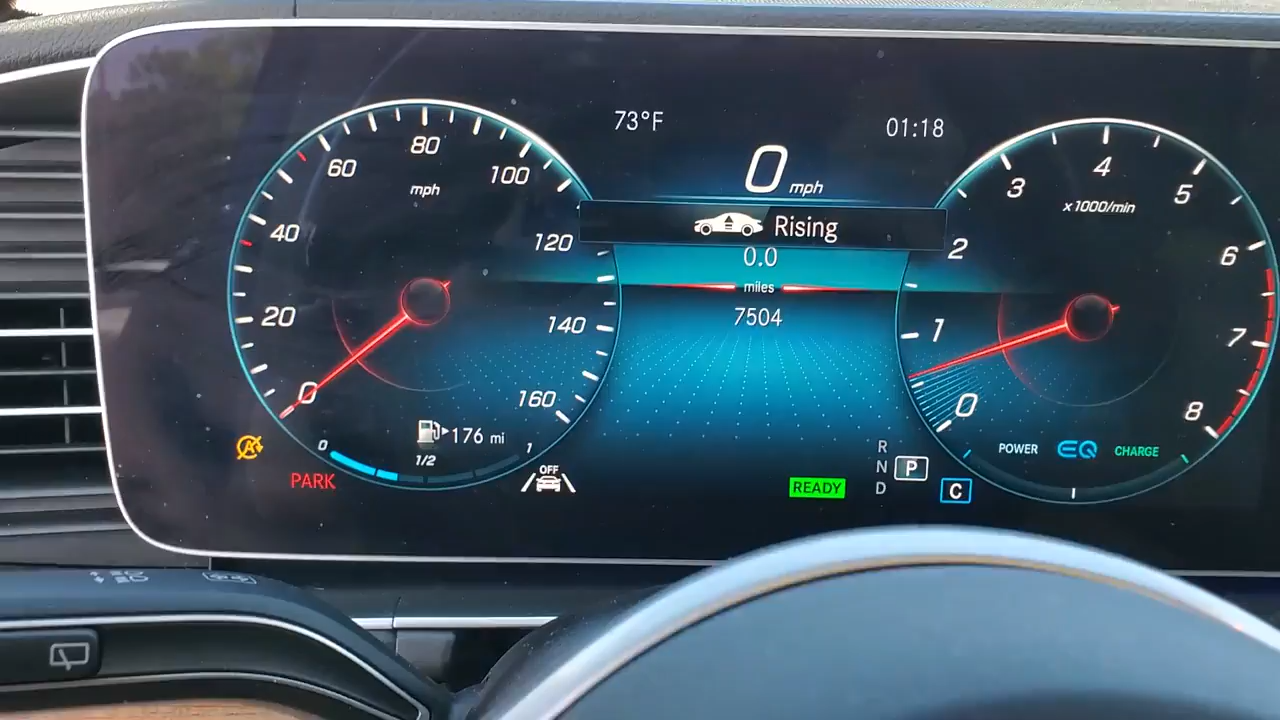 73°F
01:18
0 mph
Rising
0.0
miles
7504
0
20
40
60
80
100
120
140
160
mph
0
1/2
1
176 mi
A
PARK
OFF
READY
R
N
D
P
C
0
1
2
3
4
5
6
7
8
x1000/min
POWER
EQ
CHARGE